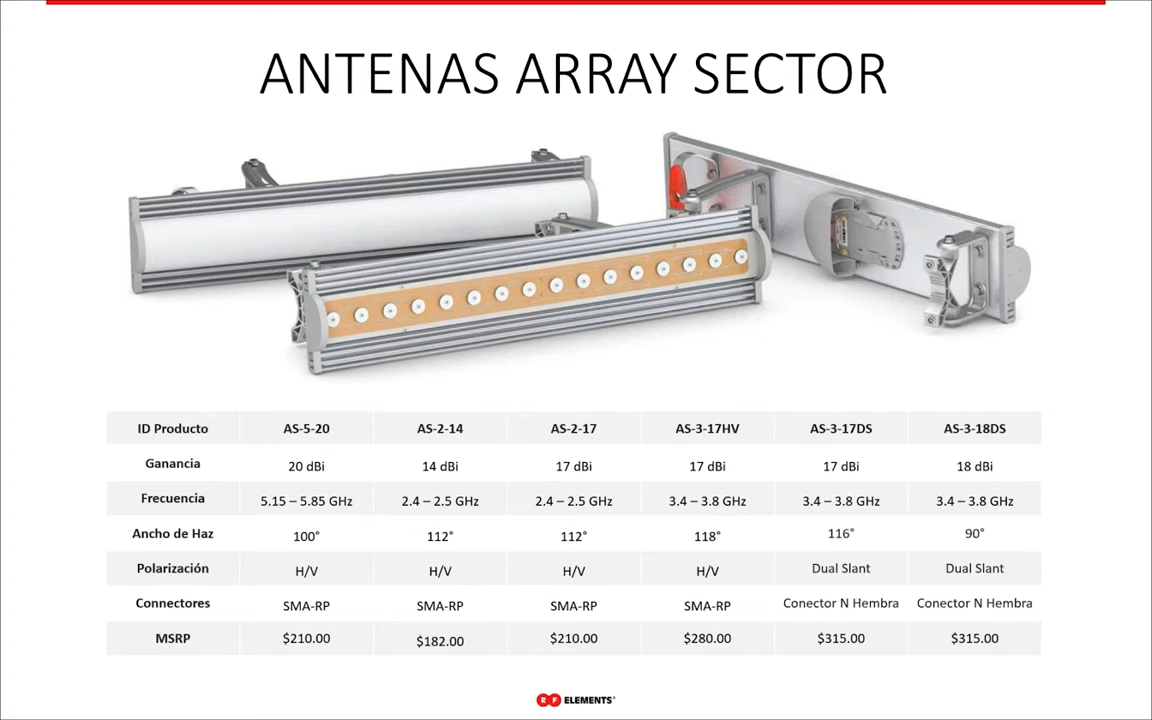 ANTENAS ARRAY SECTOR
ID Producto AS-5-20 AS-2-14 AS-2-17 AS-3-17HV AS-3-17DS AS-3-18DS
Ganancia 20 dBi 14 dBi 17 dBi 17 dBi 17 dBi 18 dBi
Frecuencia 5.15 – 5.85 GHz 2.4 – 2.5 GHz 2.4 – 2.5 GHz 3.4 – 3.8 GHz 3.4 – 3.8 GHz 3.4 – 3.8 GHz
Ancho de Haz 100° 112° 112° 118° 116° 90°
Polarización H/V H/V H/V H/V Dual Slant Dual Slant
Connectores SMA-RP SMA-RP SMA-RP SMA-RP Conector N Hembra Conector N Hembra
MSRP $210.00 $182.00 $210.00 $280.00 $315.00 $315.00
RF ELEMENTS